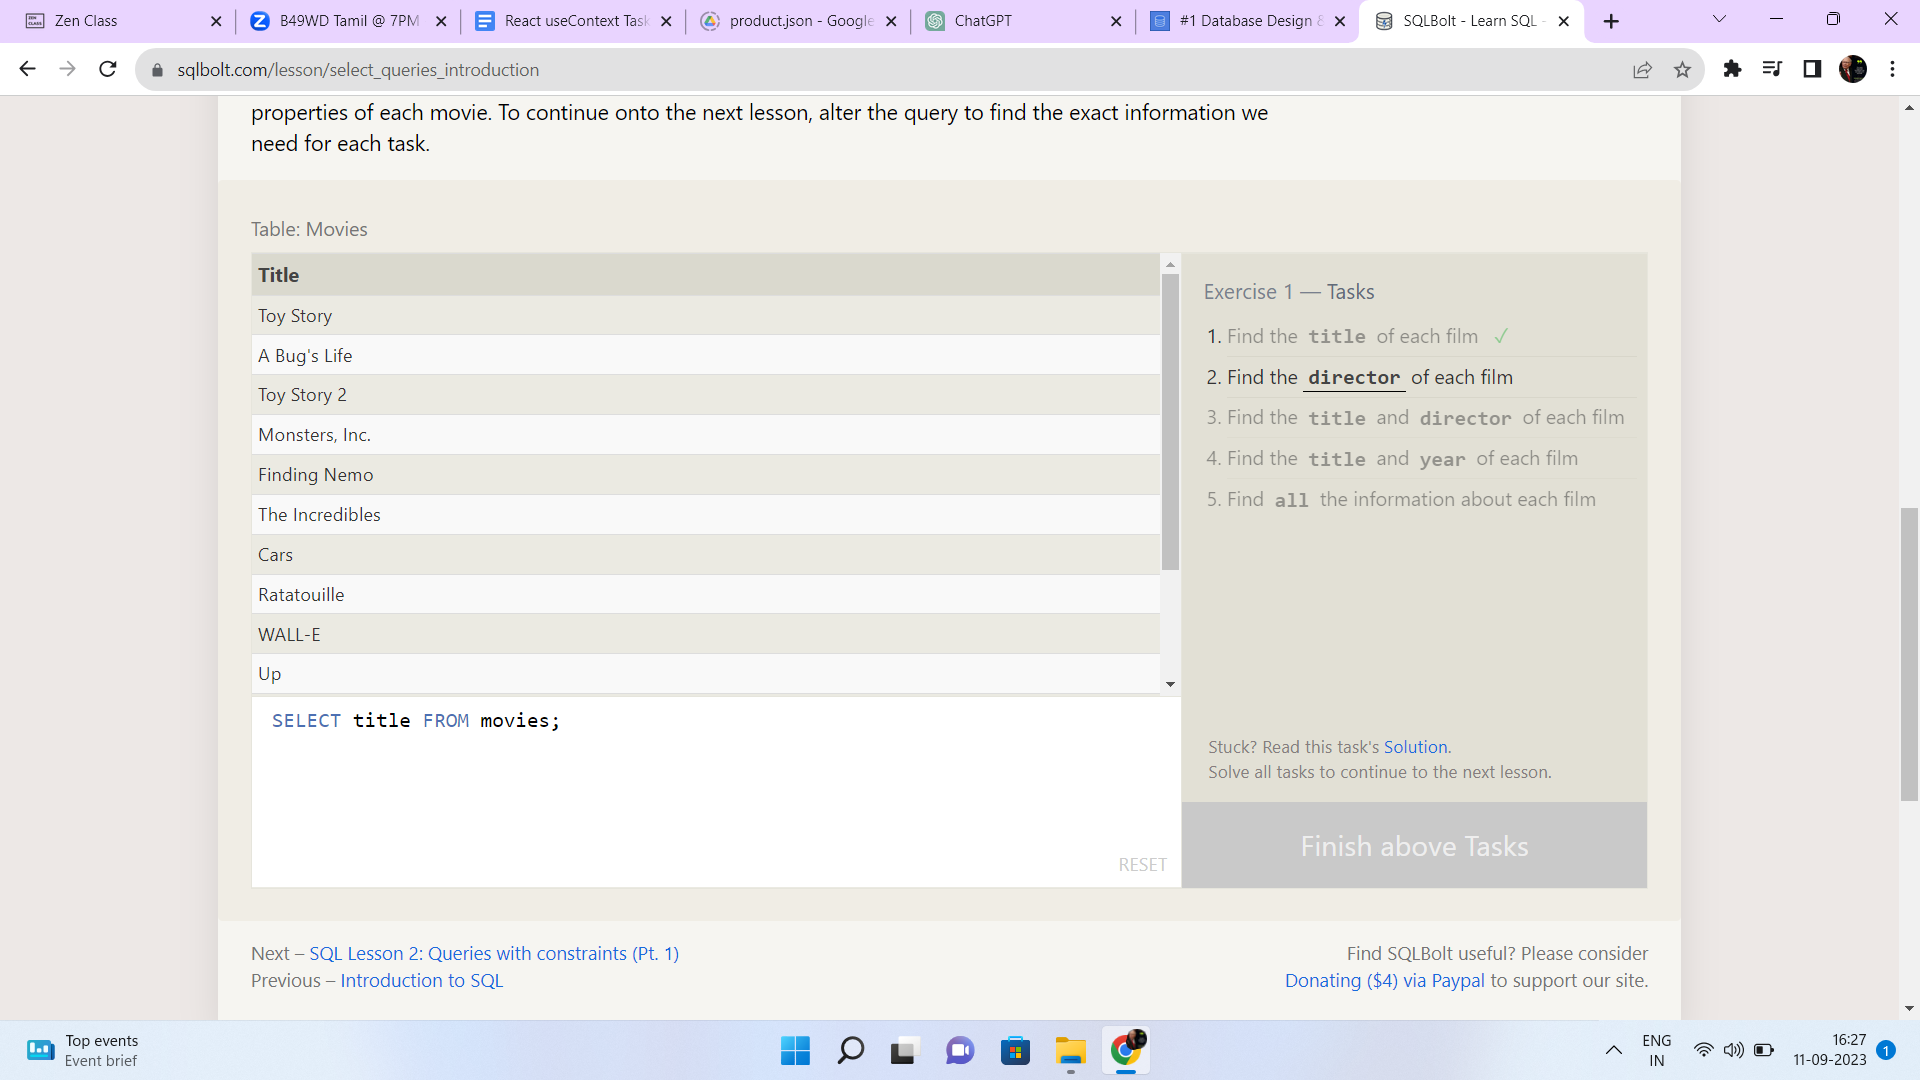 Zen Class
B49WD Tamil @ 7PM
React useContext Task
product.json - Google
ChatGPT
#1 Database Design &
SQLBolt - Learn SQL -
sqlbolt.com/lesson/select_queries_introduction
properties of each movie. To continue onto the next lesson, alter the query to find the exact information we
need for each task.
Table: Movies
Title
Toy Story
A Bug's Life
Toy Story 2
Monsters, Inc.
Finding Nemo
The Incredibles
Cars
Ratatouille
WALL-E
Up
SELECT title FROM movies;
RESET
Exercise 1 — Tasks
1. Find the title of each film ✓
2. Find the director of each film
3. Find the title and director of each film
4. Find the title and year of each film
5. Find all the information about each film
Stuck? Read this task's Solution.
Solve all tasks to continue to the next lesson.
Finish above Tasks
Next – SQL Lesson 2: Queries with constraints (Pt. 1)
Previous – Introduction to SQL
Find SQLBolt useful? Please consider
Donating ($4) via Paypal to support our site.
Top events
Event brief
ENG
IN
16:27
11-09-2023
1